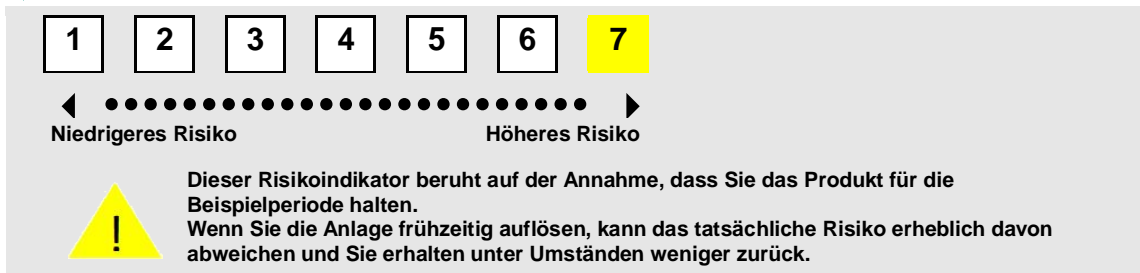 1 2 3 4 5 6 7
Niedrigeres Risiko Höheres Risiko
Dieser Risikoindikator beruht auf der Annahme, dass Sie das Produkt für die
Beispielperiode halten.
! Wenn Sie die Anlage frühzeitig auflösen, kann das tatsächliche Risiko erheblich davon
abweichen und Sie erhalten unter Umständen weniger zurück.